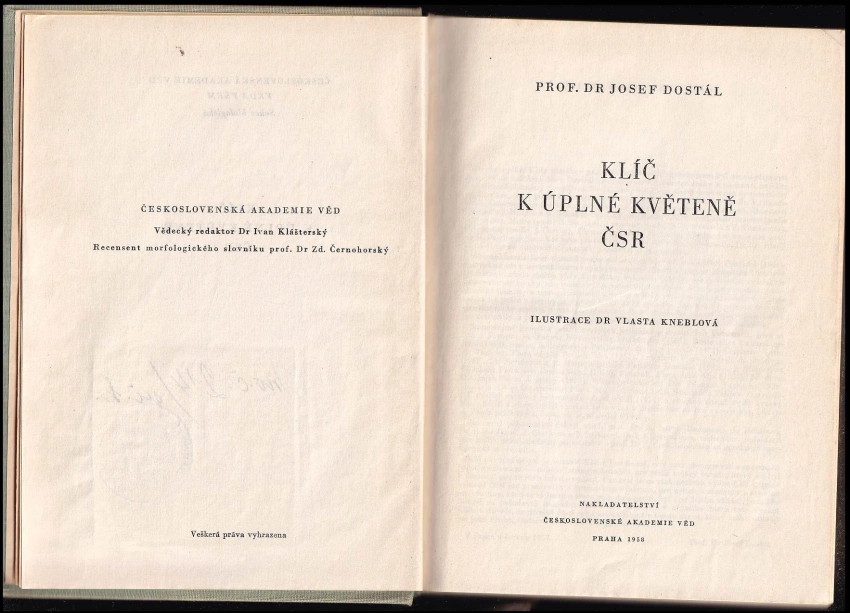 ČESKOSLOVENSKÁ AKADEMIE VĚD
Vědecký redaktor Dr Ivan Klášterský
Recensent morfologického slovníku prof. Dr Zd. Černohorský
Veškerá práva vyhrazena
PROF. DR JOSEF DOSTÁL
KLÍČ
K ÚPLNÉ KVĚTENĚ
ČSR
ILUSTRACE DR VLASTA KNEBLOVÁ
NAKLADATELSTVÍ
ČESKOSLOVENSKÉ AKADEMIE VĚD
PRAHA 1958